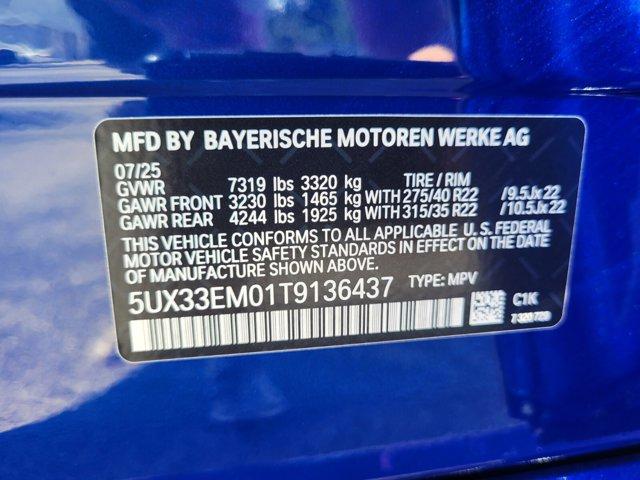 MFD BY BAYERISCHE MOTOREN WERKE AG
07/25
GVWR 7319 lbs 3320 kg TIRE / RIM
GAWR FRONT 3230 lbs 1465 kg WITH 275/40 R22 /9.5Jx22
GAWR REAR 4244 lbs 1925 kg WITH 315/35 R22 /10.5Jx22
THIS VEHICLE CONFORMS TO ALL APPLICABLE U.S. FEDERAL
MOTOR VEHICLE SAFETY STANDARDS IN EFFECT ON THE DATE
OF MANUFACTURE SHOWN ABOVE.
5UX33EM01T9136437 TYPE: MPV
C1K
7320720